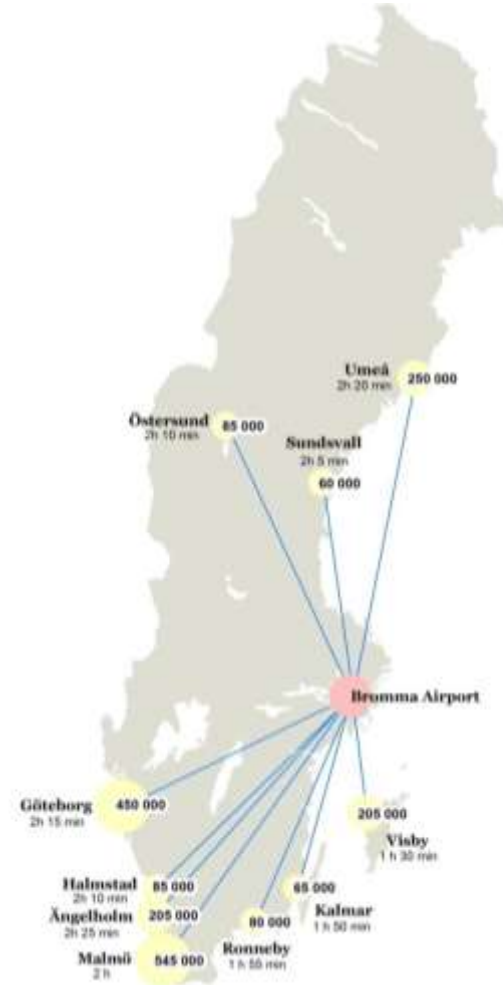 Umeå
2h 20 min
250 000
Östersund
2h 10 min
85 000
Sundsvall
2h 5 min
60 000
Bromma Airport
Göteborg
2h 15 min
450 000
205 000
Visby
1 h 30 min
Halmstad
2h 10 min
85 000
Ängelholm
2h 25 min
205 000
Malmö
2 h
545 000
65 000
Kalmar
1 h 50 min
80 000
Ronneby
1 h 55 min